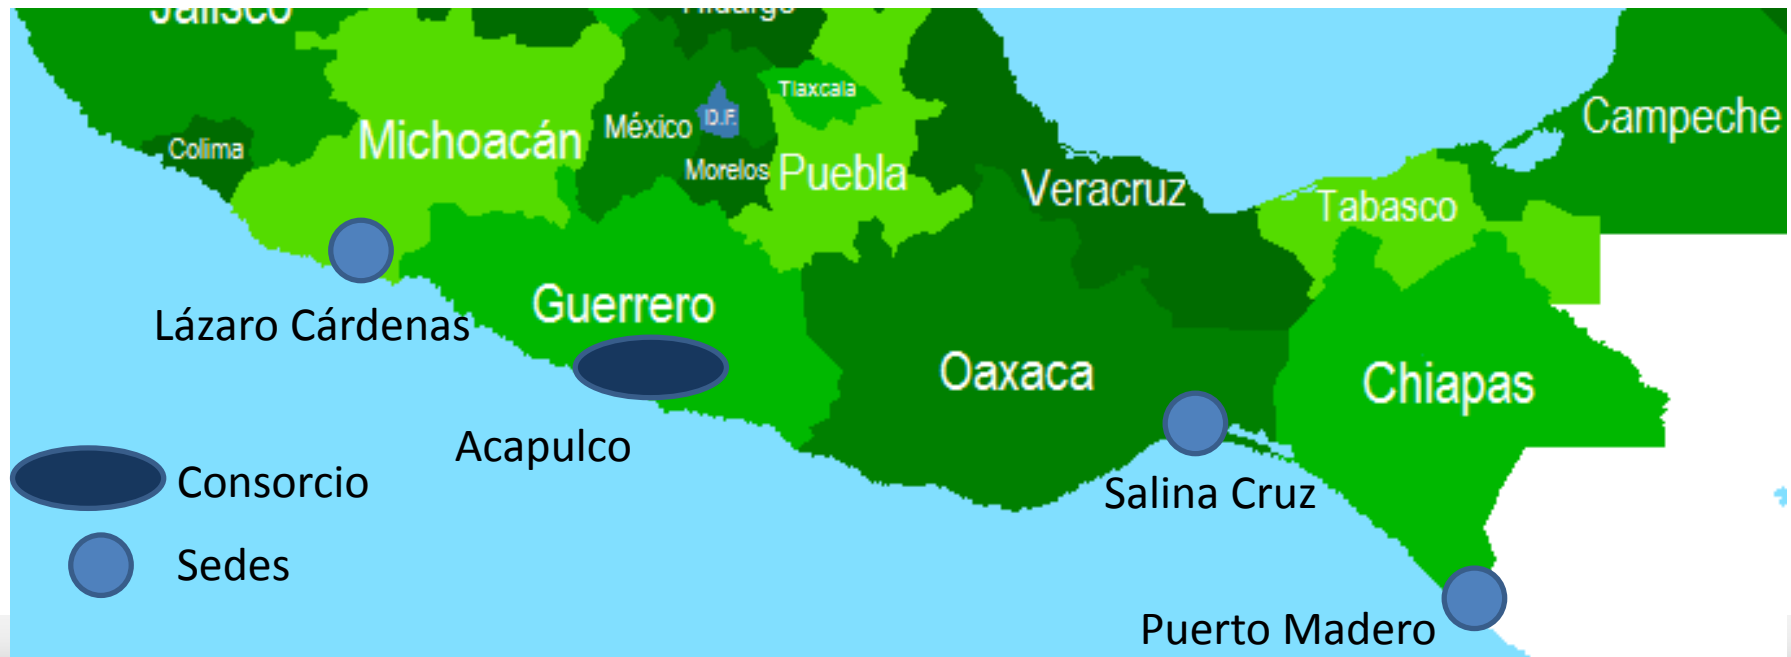 Jalisco
Hidalgo
Tlaxcala
México
D.F.
Campeche
Colima
Michoacán
Morelos
Puebla
Veracruz
Tabasco
Lázaro Cárdenas
Guerrero
Oaxaca
Chiapas
Acapulco
Consorcio
Salina Cruz
Sedes
Puerto Madero